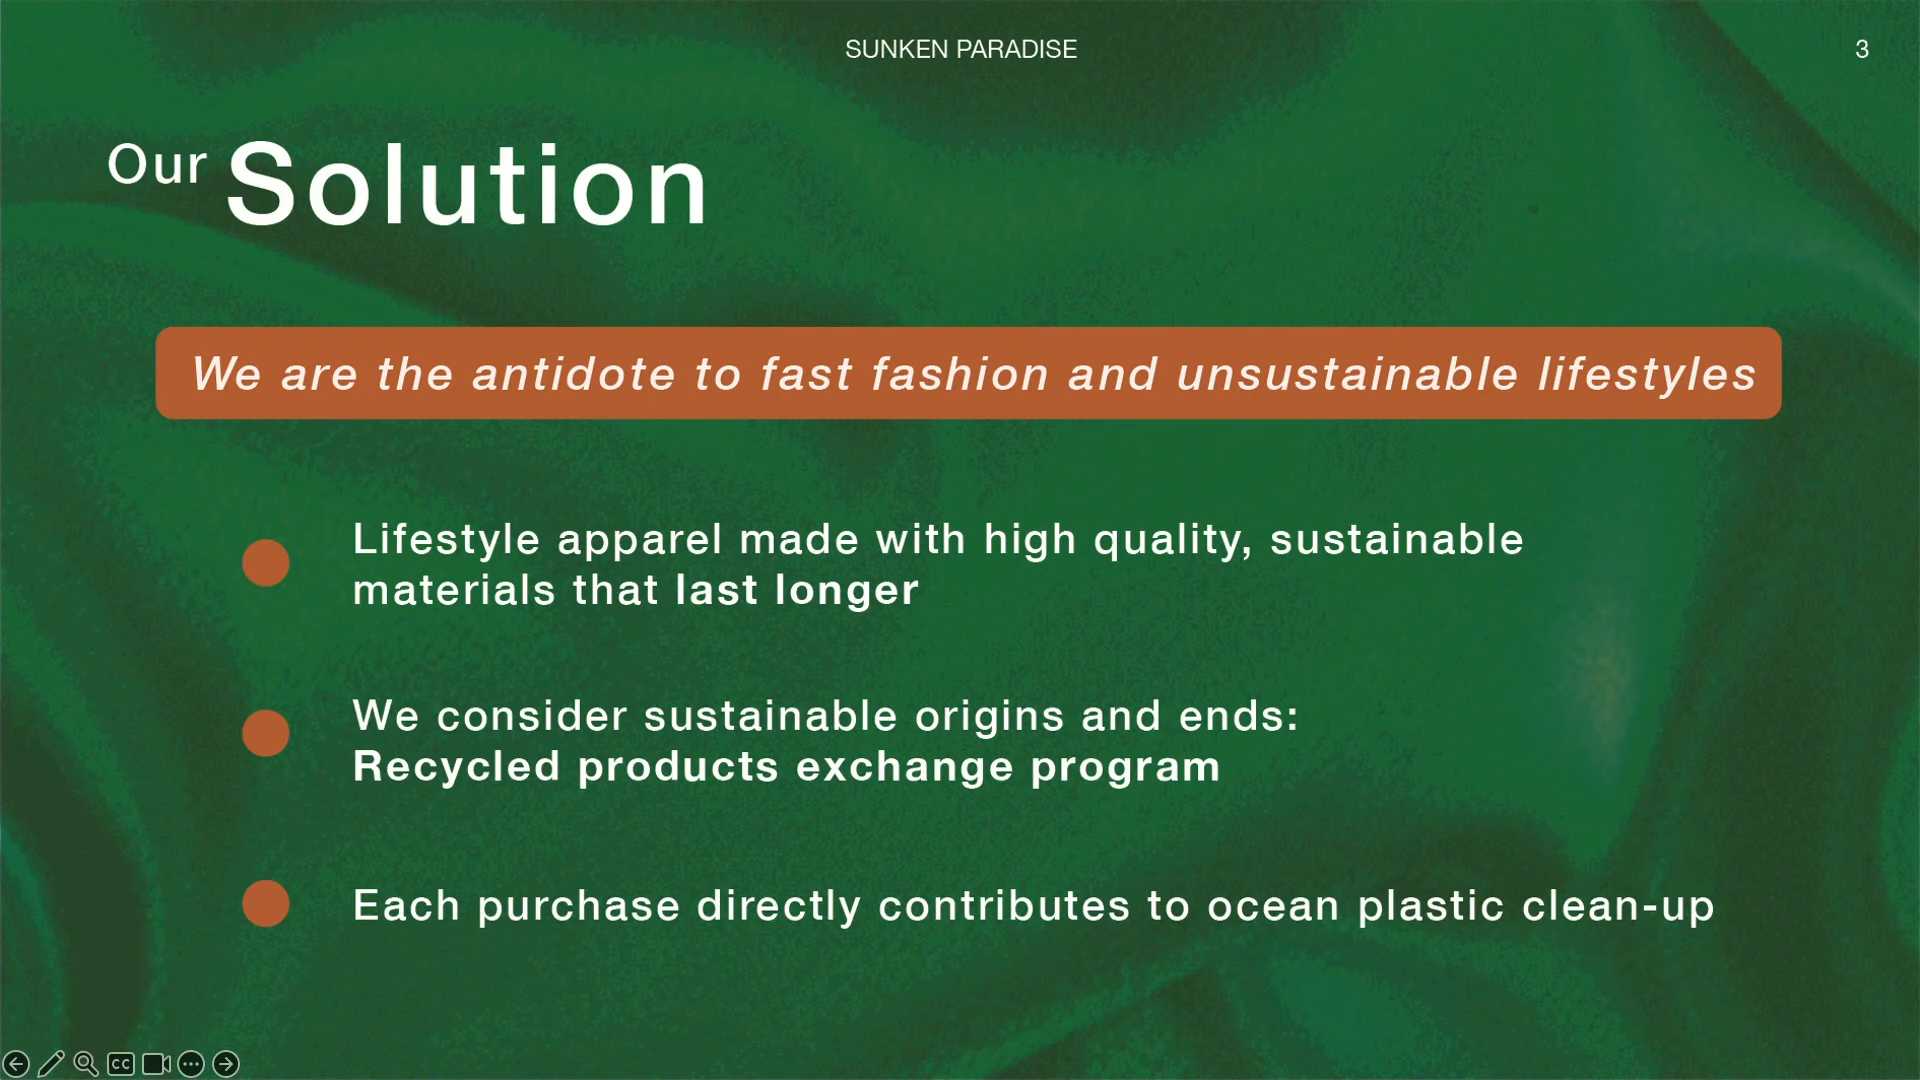 SUNKEN PARADISE
3
Our Solution
We are the antidote to fast fashion and unsustainable lifestyles
Lifestyle apparel made with high quality, sustainable
materials that last longer
We consider sustainable origins and ends:
Recycled products exchange program
Each purchase directly contributes to ocean plastic clean-up
CC